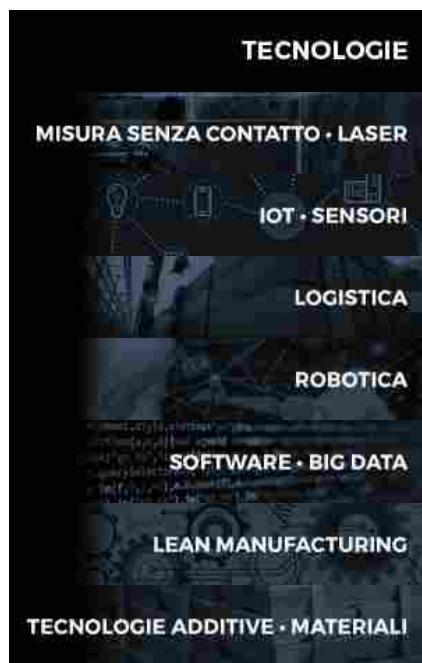 TECNOLOGIE
MISURA SENZA CONTATTO • LASER
IOT • SENSORI
LOGISTICA
ROBOTICA
SOFTWARE • BIG DATA
LEAN MANUFACTURING
TECNOLOGIE ADDITIVE • MATERIALI